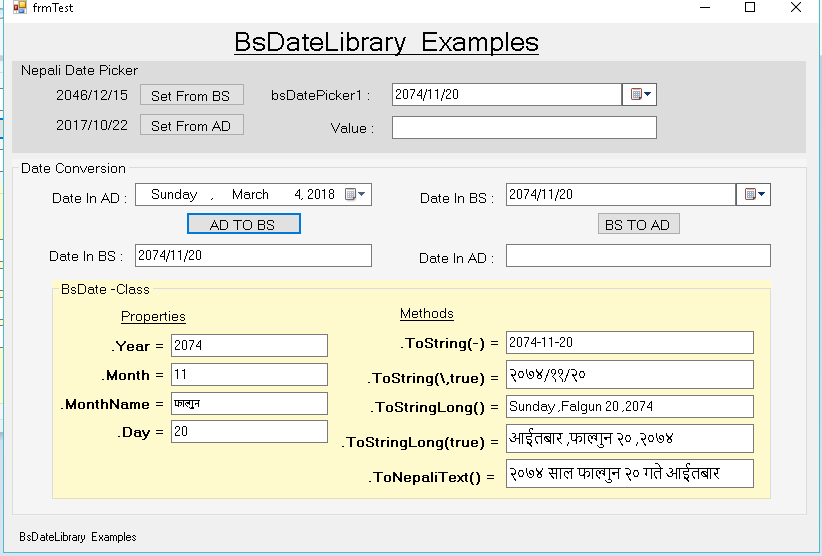 frmTest
BsDateLibrary Examples
Nepali Date Picker
2046/12/15 Set From BS bsDatePicker1 : 2074/11/20
2017/10/22 Set From AD Value :
Date Conversion
Date In AD : Sunday , March 4, 2018 Date In BS : 2074/11/20
AD TO BS BS TO AD
Date In BS : 2074/11/20 Date In AD :
BsDate -Class
Properties Methods
.Year = 2074 .ToString(-) = 2074-11-20
.Month = 11 .ToString(\,true) = २०७४/११/२०
.MonthName = फाल्गुन .ToStringLong() = Sunday ,Falgun 20 ,2074
.Day = 20 .ToStringLong(true) = आईतबार ,फाल्गुन २० ,२०७४
.ToNepaliText() = २०७४ साल फाल्गुन २० गते आईतबार
BsDateLibrary Examples